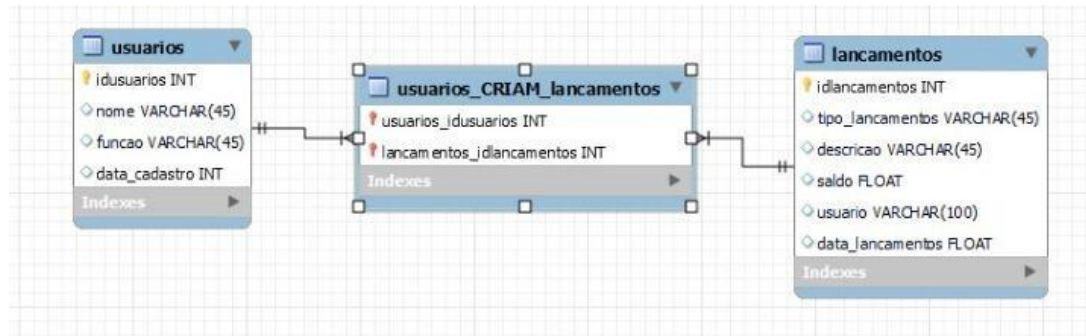 usuarios
idusuarios INT
nome VARCHAR(45)
funcao VARCHAR(45)
data_cadastro INT
Indexes
usuarios_CRIAM_lancamentos
usuarios_idusuarios INT
lancamentos_idlancamentos INT
Indexes
lancamentos
idlancamentos INT
tipo_lancamentos VARCHAR(45)
descricao VARCHAR(45)
saldo FLOAT
usuario VARCHAR(100)
data_lancamentos FLOAT
Indexes